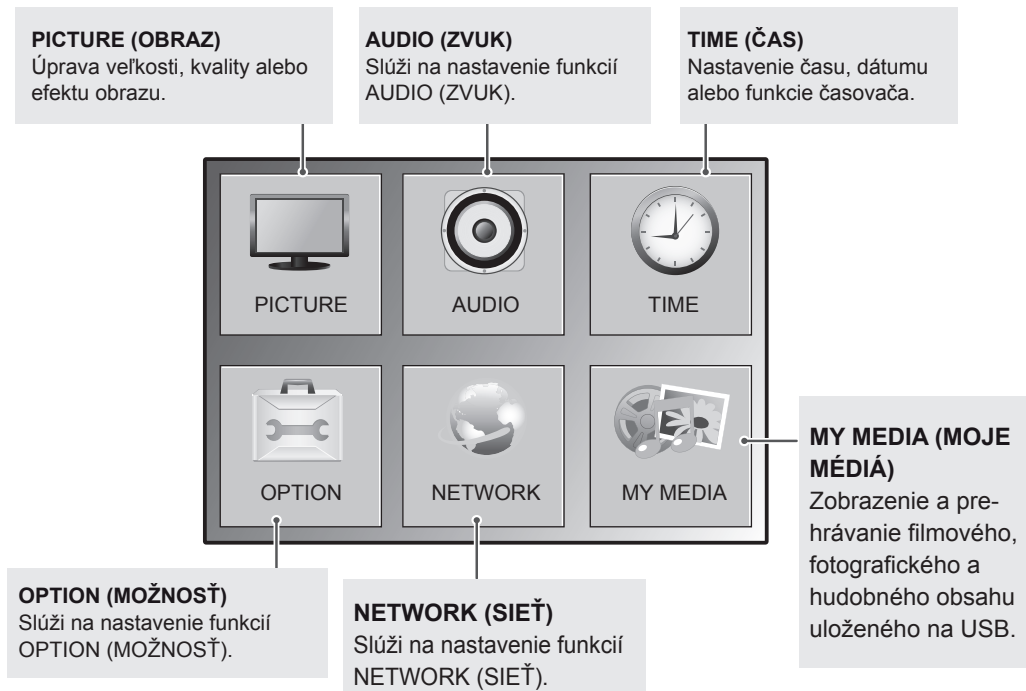 PICTURE (OBRAZ)
Úprava veľkosti, kvality alebo
efektu obrazu.
AUDIO (ZVUK)
Slúži na nastavenie funkcií
AUDIO (ZVUK).
TIME (ČAS)
Nastavenie času, dátumu
alebo funkcie časovača.
PICTURE
AUDIO
TIME
OPTION
NETWORK
MY MEDIA
MY MEDIA (MOJE
MÉDIÁ)
Zobrazenie a pre-
hrávanie filmového,
fotografického a
hudobného obsahu
uloženého na USB.
OPTION (MOŽNOSŤ)
Slúži na nastavenie funkcií
OPTION (MOŽNOSŤ).
NETWORK (SIEŤ)
Slúži na nastavenie funkcií
NETWORK (SIEŤ).